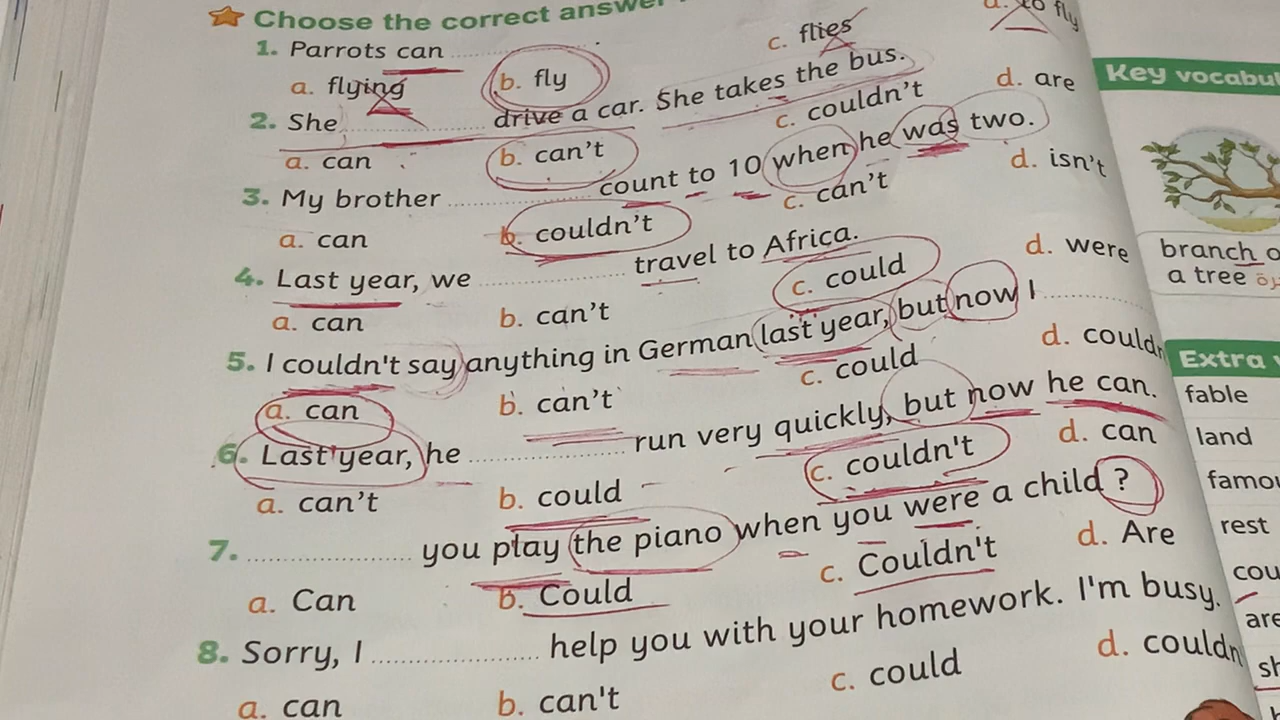 Choose the correct answer
1. Parrots can ..............
a. flying b. fly c. flies d. to fly
2. She .................. drive a car. She takes the bus.
a. can b. can't c. couldn't d. are
3. My brother .................. count to 10 when he was two.
a. can b. couldn't c. can't d. isn't
4. Last year, we .................. travel to Africa.
a. can b. can't c. could d. were
5. I couldn't say anything in German last year, but now I ..............
a. can b. can't c. could d.
6. Last year, he .................. run very quickly, but now he can.
a. can't b. could c. couldn't d. can
7. .................. you play the piano when you were a child ?
a. Can b. Could c. Couldn't d. Are
8. Sorry, I .................. help you with your homework. I'm busy.
a. can b. can't c. could d.
Key
branch
a tree
Extra
fable
land
rest
are